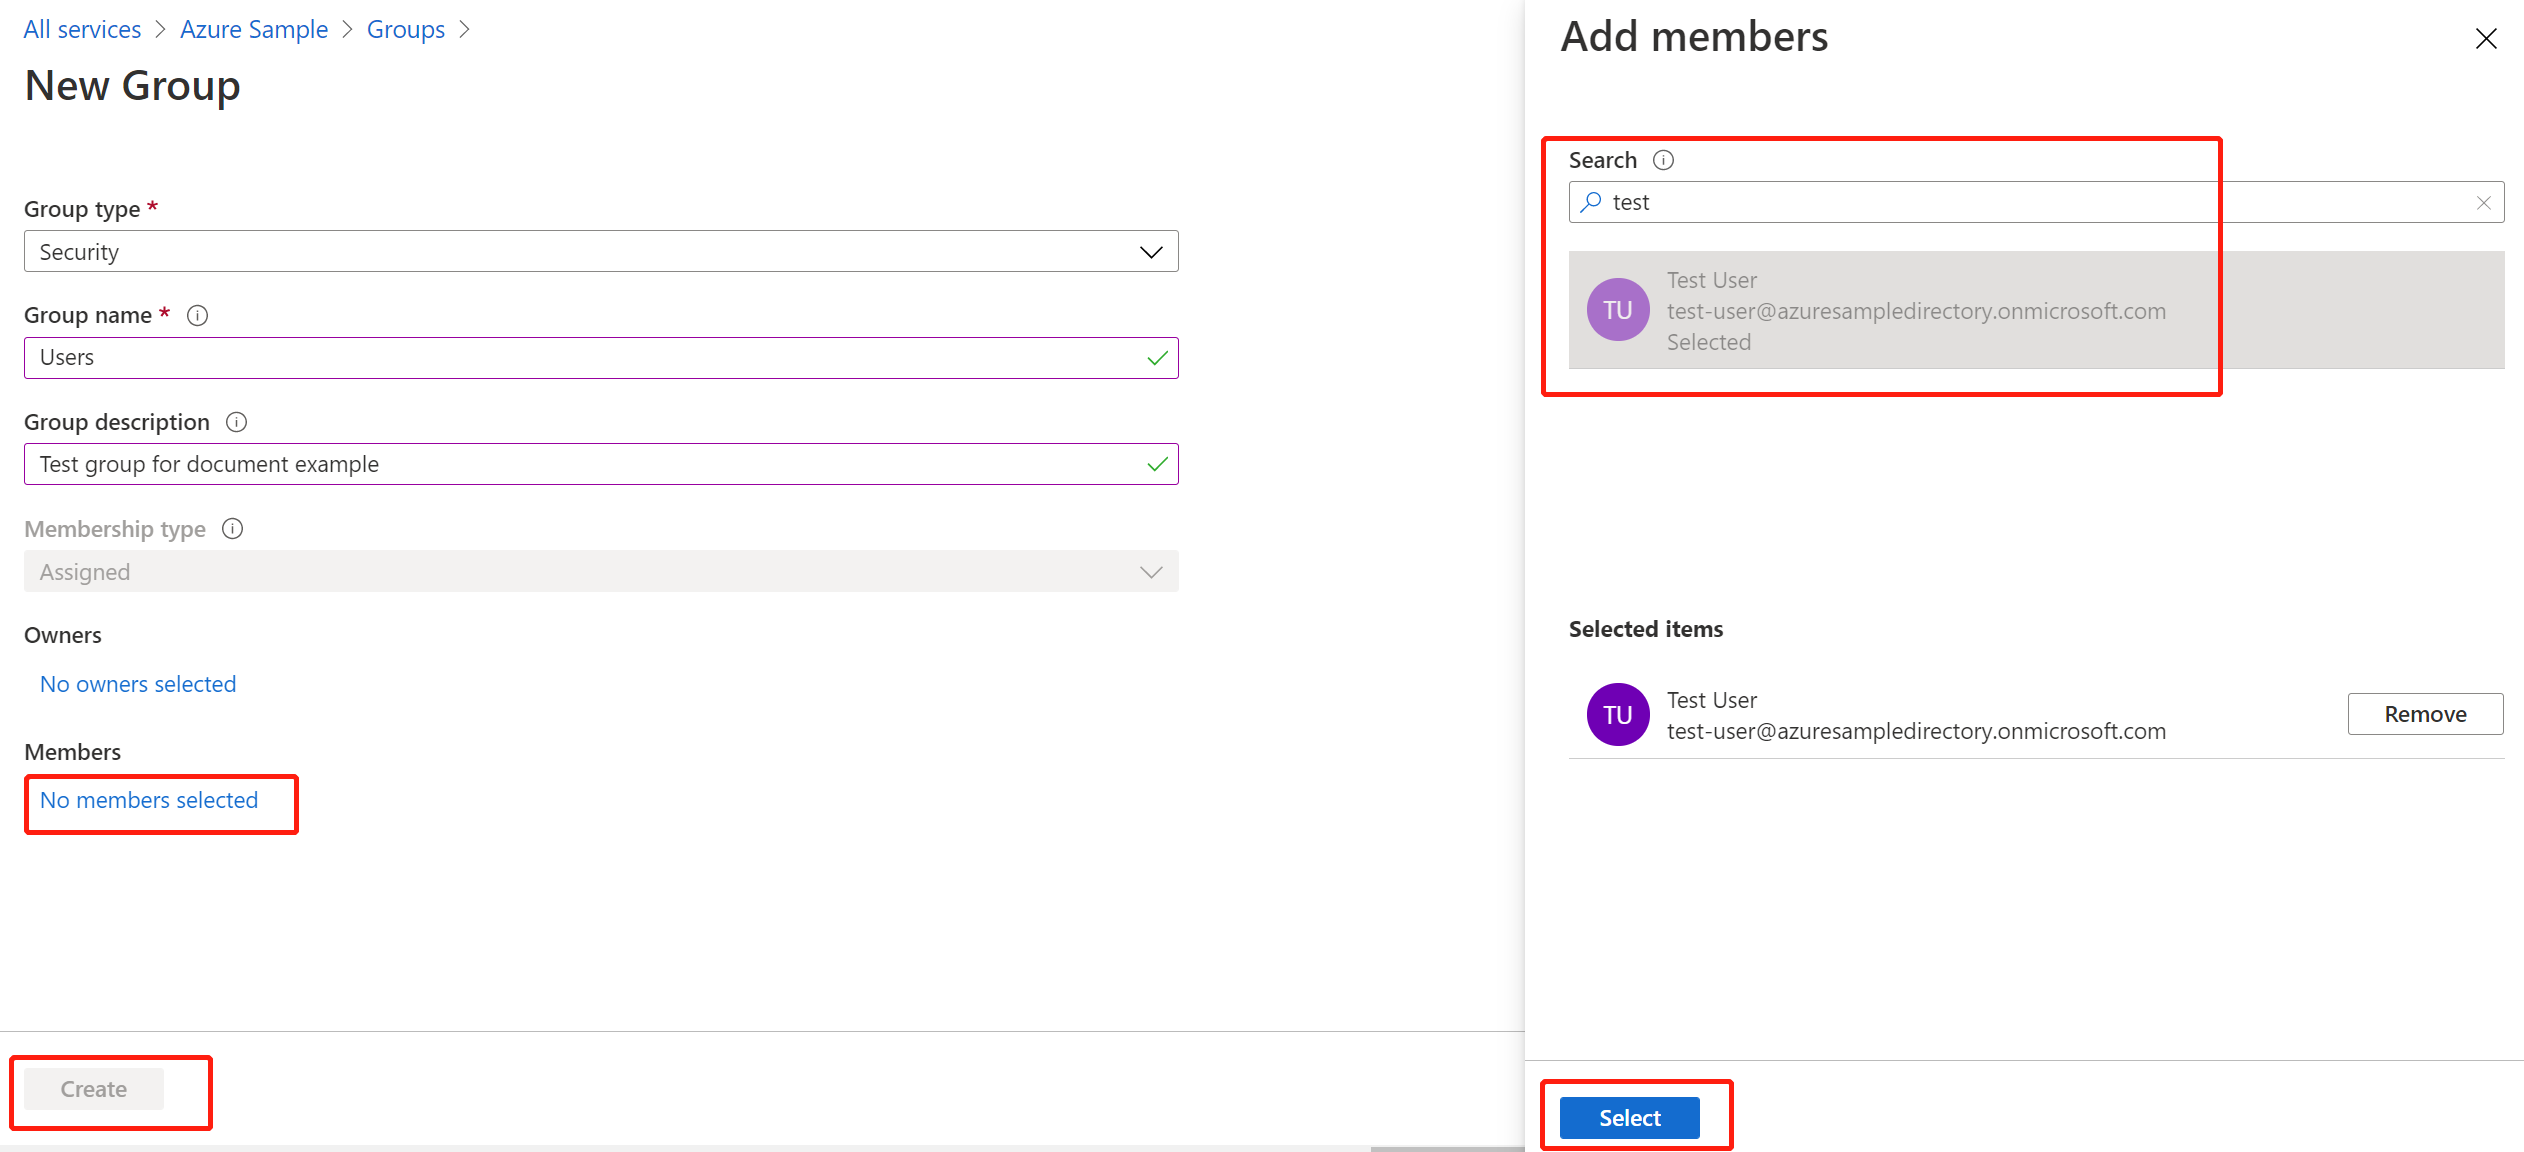 All services > Azure Sample > Groups >
New Group
Group type *
Security
Group name *
Users
Group description
Test group for document example
Membership type
Assigned
Owners
No owners selected
Members
No members selected
Create
Add members
Search
test
TU
Test User
test-user@azuresampledirectory.onmicrosoft.com
Selected
Selected items
TU
Test User
test-user@azuresampledirectory.onmicrosoft.com
Remove
Select